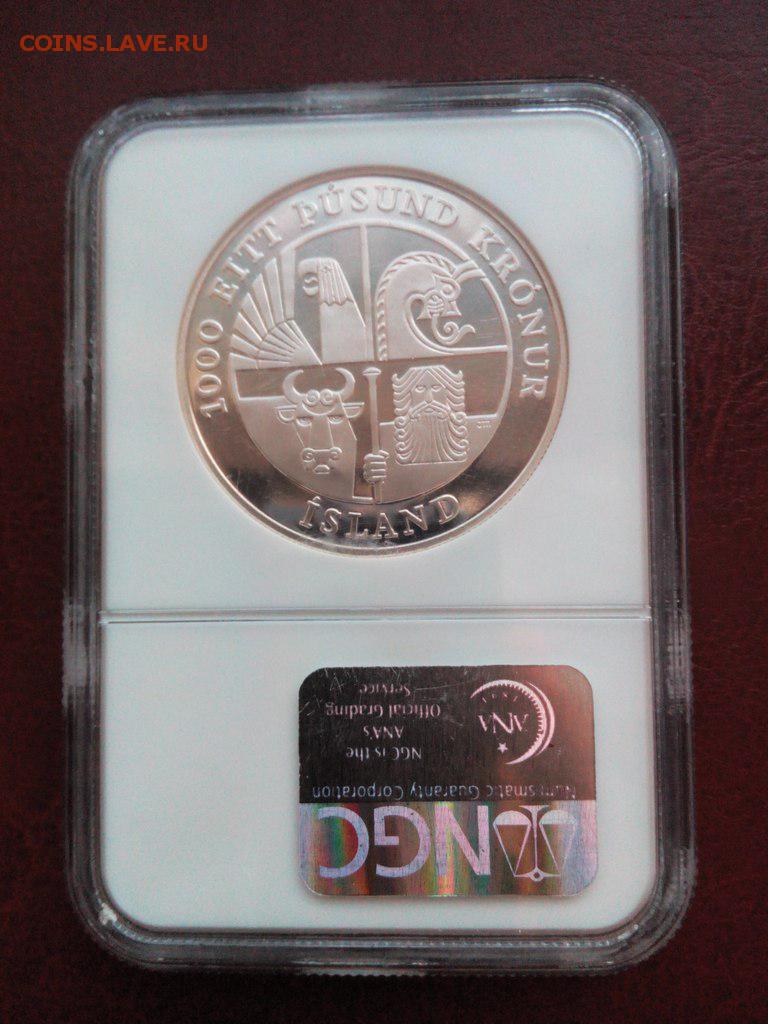 COINS.LAVE.RU
1000 EITT ÞÚSUND KRÓNUR
ÍSLAND
NGC
Numismatic Guaranty Corporation
NGC is the
ANA's
Official Grading
Service
ANA